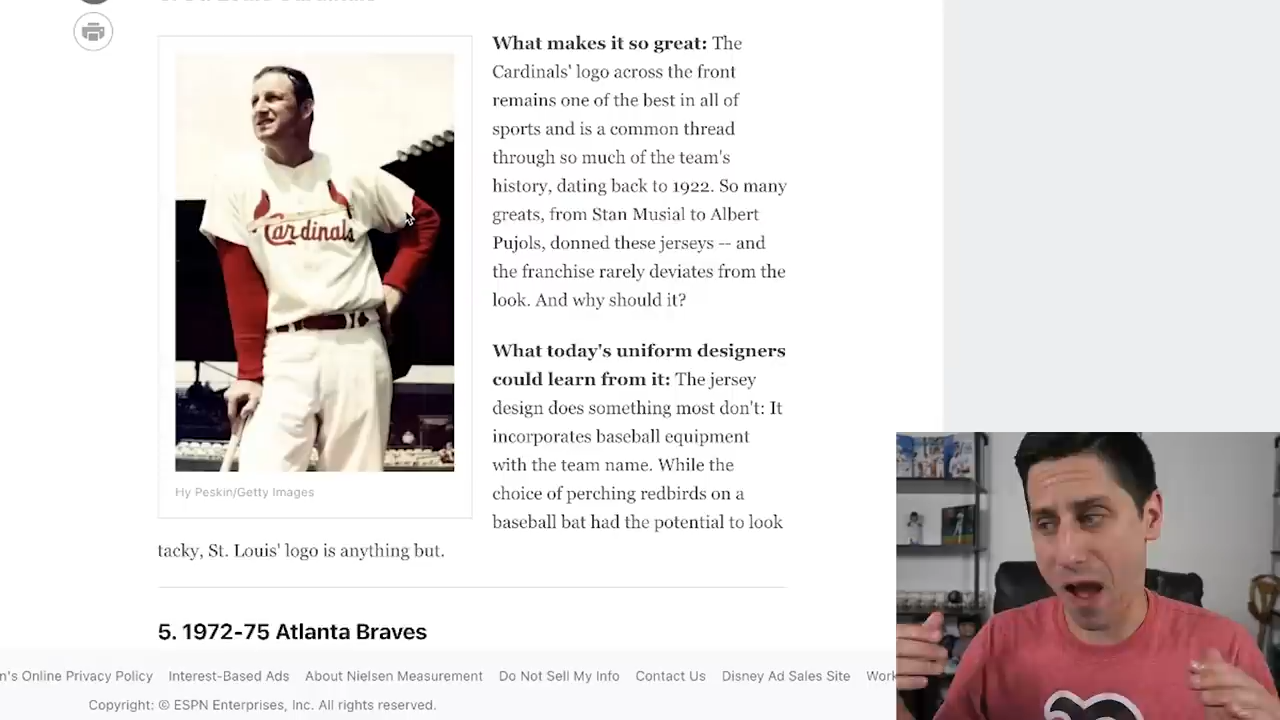 What makes it so great: The
Cardinals' logo across the front
remains one of the best in all of
sports and is a common thread
through so much of the team's
history, dating back to 1922. So many
greats, from Stan Musial to Albert
Pujols, donned these jerseys -- and
the franchise rarely deviates from the
look. And why should it?
Cardinals
What today's uniform designers
could learn from it: The jersey
design does something most don't: It
incorporates baseball equipment
with the team name. While the
choice of perching redbirds on a
baseball bat had the potential to look
tacky, St. Louis' logo is anything but.
Hy Peskin/Getty Images
5. 1972-75 Atlanta Braves
n's Online Privacy Policy Interest-Based Ads About Nielsen Measurement Do Not Sell My Info Contact Us Disney Ad Sales Site Work
Copyright: © ESPN Enterprises, Inc. All rights reserved.